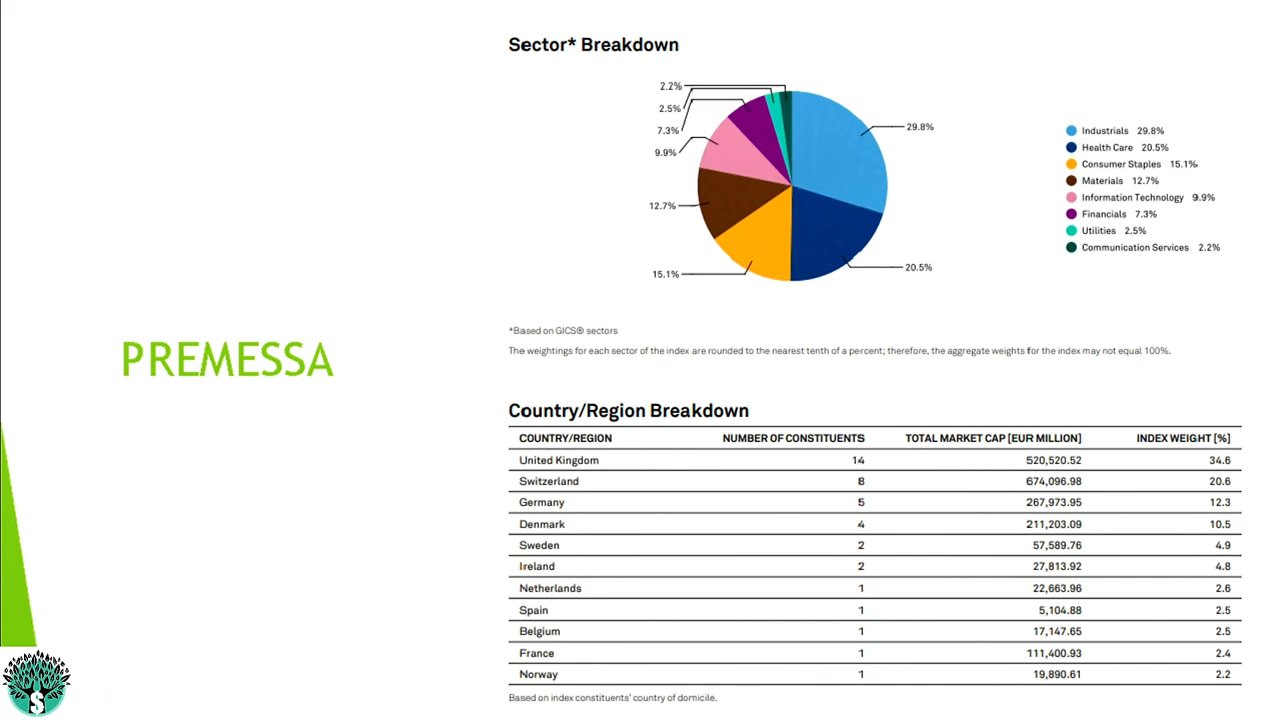 Sector* Breakdown
2.2%
2.5%
7.3%
9.9%
12.7%
15.1%
29.8%
20.5%
Industrials 29.8%
Health Care 20.5%
Consumer Staples 15.1%
Materials 12.7%
Information Technology 9.9%
Financials 7.3%
Utilities 2.5%
Communication Services 2.2%
*Based on GICS® sectors
The weightings for each sector of the index are rounded to the nearest tenth of a percent; therefore, the aggregate weights for the index may not equal 100%.
PREMESSA
Country/Region Breakdown
COUNTRY/REGION NUMBER OF CONSTITUENTS TOTAL MARKET CAP [EUR MILLION] INDEX WEIGHT [%]
United Kingdom 14 520,520.52 34.6
Switzerland 8 674,096.98 20.6
Germany 5 267,973.95 12.3
Denmark 4 211,203.09 10.5
Sweden 2 57,589.76 4.9
Ireland 2 27,813.92 4.8
Netherlands 1 22,663.96 2.6
Spain 1 5,104.88 2.5
Belgium 1 17,147.65 2.5
France 1 111,400.93 2.4
Norway 1 19,890.61 2.2
Based on index constituents' country of domicile.
$